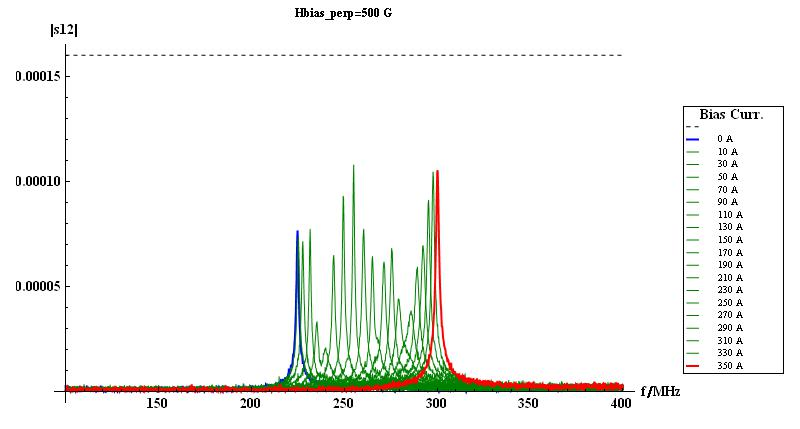 Hbias_perp=500 G
|s12|
0.00015
0.00010
0.00005
150 200 250 300 350 400
f/MHz
Bias Curr.
0 A
10 A
30 A
50 A
70 A
90 A
110 A
130 A
150 A
170 A
190 A
210 A
230 A
250 A
270 A
290 A
310 A
330 A
350 A